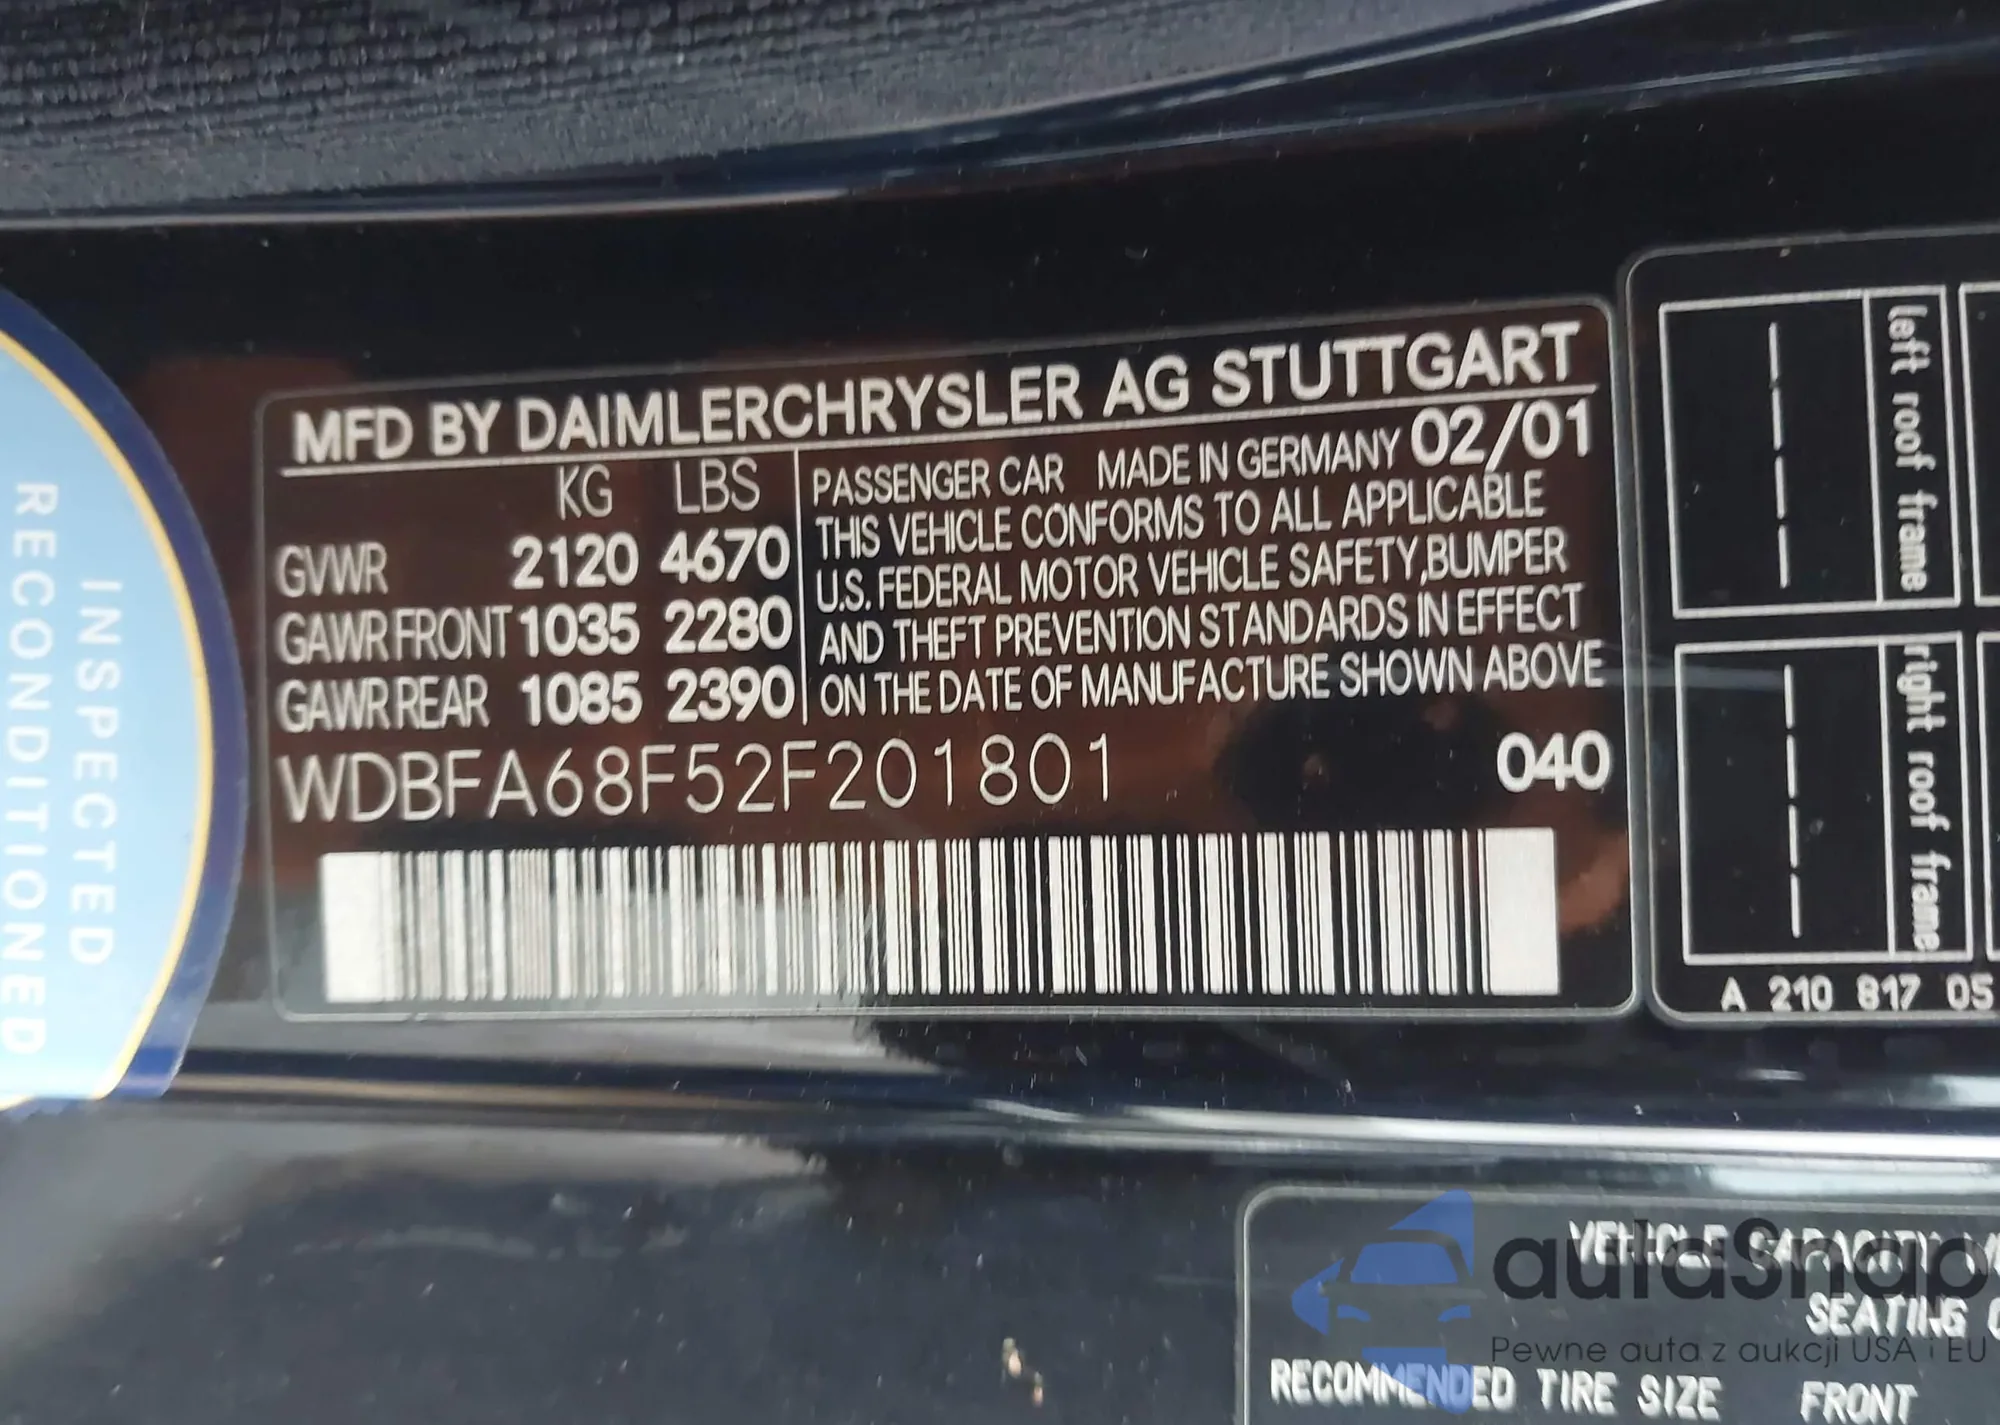 INSPECTED
RECONDITIONED
MFD BY DAIMLERCHRYSLER AG STUTTGART
KG LBS
GVWR 2120 4670
GAWR FRONT 1035 2280
GAWR REAR 1085 2390
PASSENGER CAR MADE IN GERMANY 02/01
THIS VEHICLE CONFORMS TO ALL APPLICABLE
U.S. FEDERAL MOTOR VEHICLE SAFETY,BUMPER
AND THEFT PREVENTION STANDARDS IN EFFECT
ON THE DATE OF MANUFACTURE SHOWN ABOVE
WDBFA68F52F201801 040
left roof frame
right roof frame
A 210 817 05
VEHICLE CAPACITY
SEATING
RECOMMENDED TIRE SIZE FRONT
autaSnap
Pewne auta z aukcji USA i EU